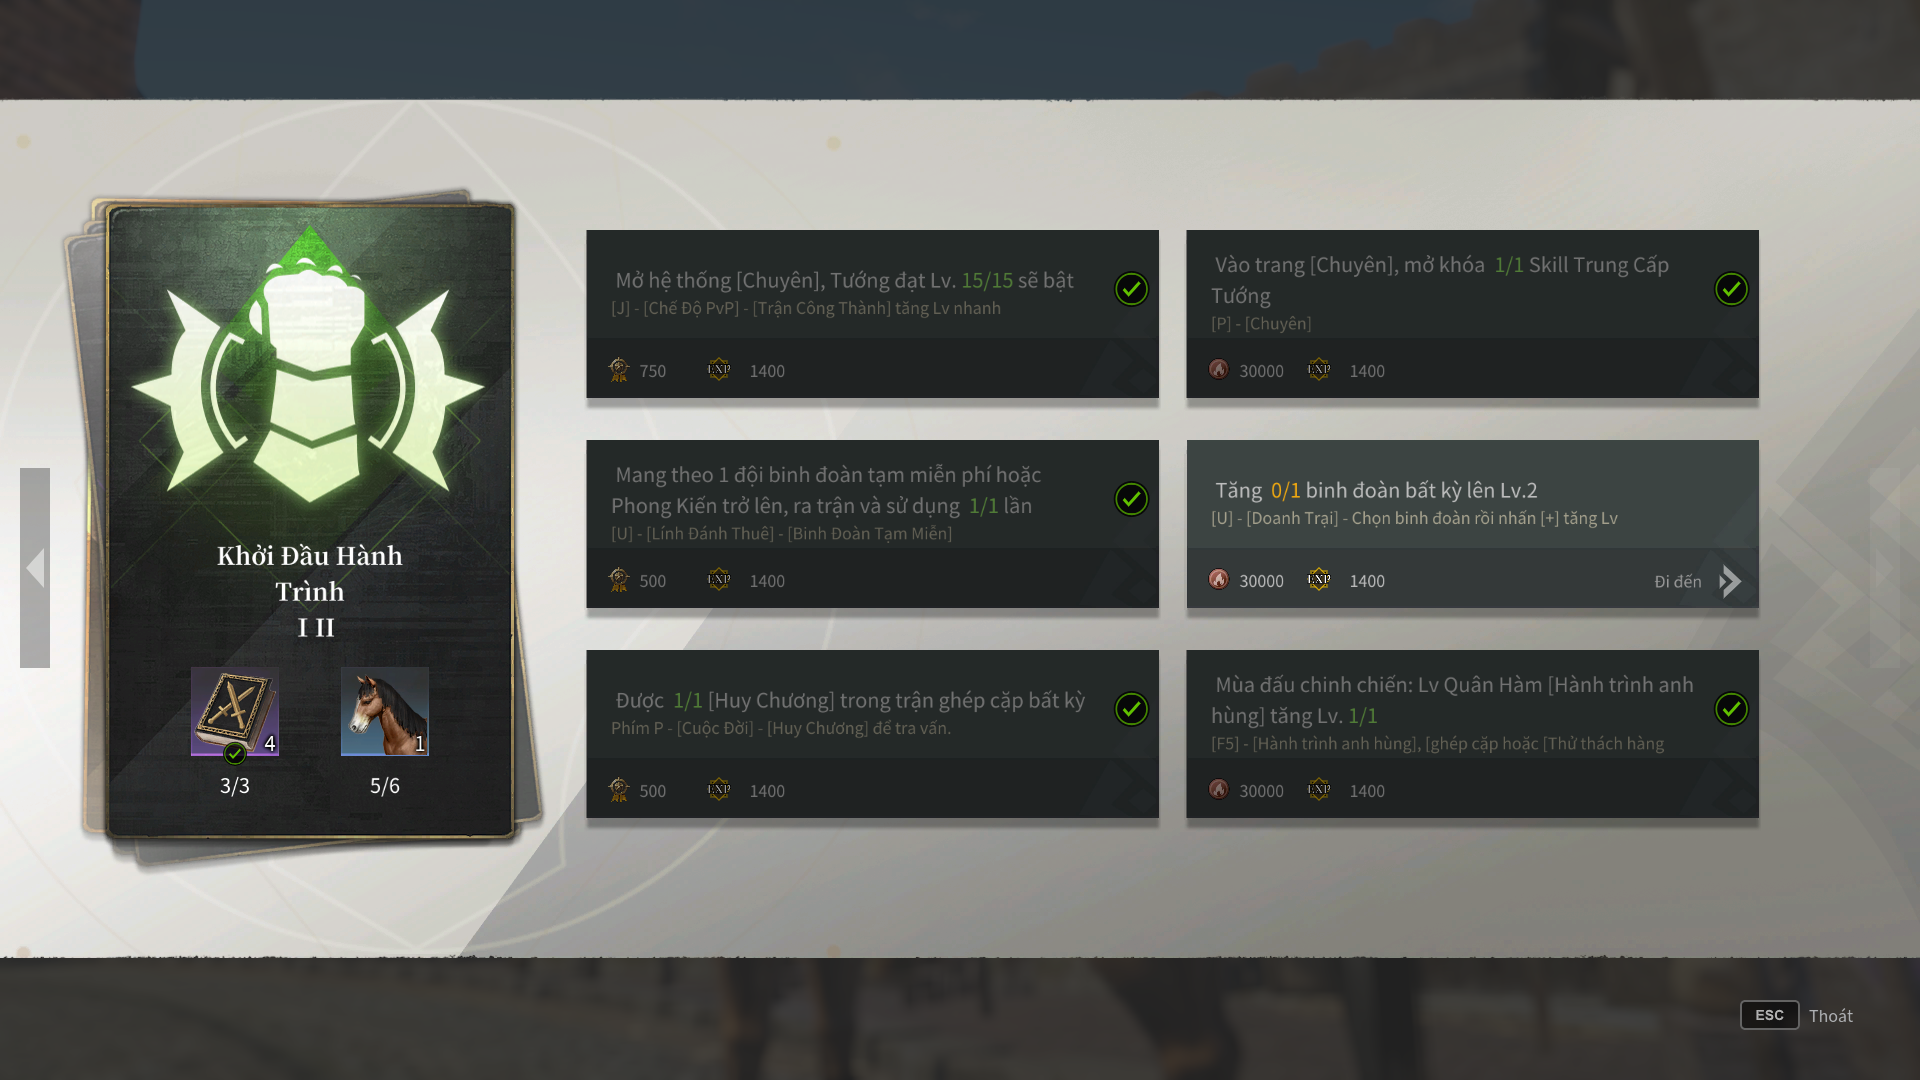 Khởi Đầu Hành
Trình
I II
4
1
3/3
5/6
Mở hệ thống [Chuyên], Tướng đạt Lv. 15/15 sẽ bật
[J] - [Chế Độ PvP] - [Trận Công Thành] tăng Lv nhanh
750
EXP
1400
Vào trang [Chuyên], mở khóa 1/1 Skill Trung Cấp
Tướng
[P] - [Chuyên]
30000
EXP
1400
Mang theo 1 đội binh đoàn tạm miễn phí hoặc
Phong Kiến trở lên, ra trận và sử dụng 1/1 lần
[U] - [Lính Đánh Thuê] - [Binh Đoàn Tạm Miễn]
500
EXP
1400
Tăng 0/1 binh đoàn bất kỳ lên Lv.2
[U] - [Doanh Trại] - Chọn binh đoàn rồi nhấn [+] tăng Lv
30000
EXP
1400
Đi đến
Được 1/1 [Huy Chương] trong trận ghép cặp bất kỳ
Phím P - [Cuộc Đời] - [Huy Chương] để tra vấn.
500
EXP
1400
Mùa đấu chinh chiến: Lv Quân Hàm [Hành trình anh
hùng] tăng Lv. 1/1
[F5] - [Hành trình anh hùng], [ghép cặp hoặc [Thử thách hàng
30000
EXP
1400
ESC Thoát